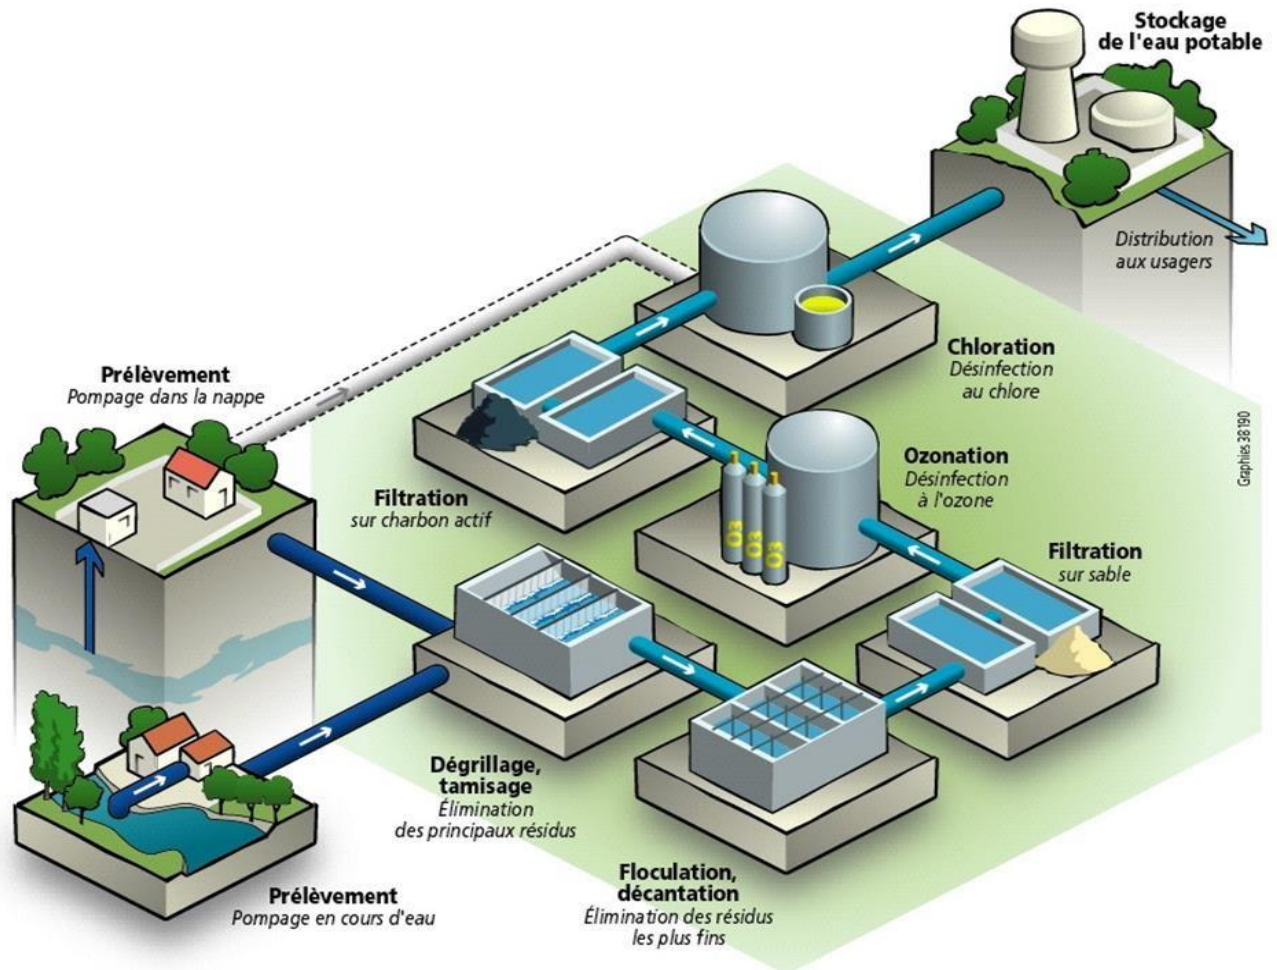 Stockage
de l'eau potable
Distribution
aux usagers
Chloration
Désinfection
au chlore
Prélèvement
Pompage dans la nappe
Graphies 38190
Ozonation
Désinfection
à l'ozone
Filtration
sur charbon actif
O3
O3
O3
Filtration
sur sable
Dégrillage,
tamisage
Élimination
des principaux résidus
Floculation,
décantation
Élimination des résidus
les plus fins
Prélèvement
Pompage en cours d'eau